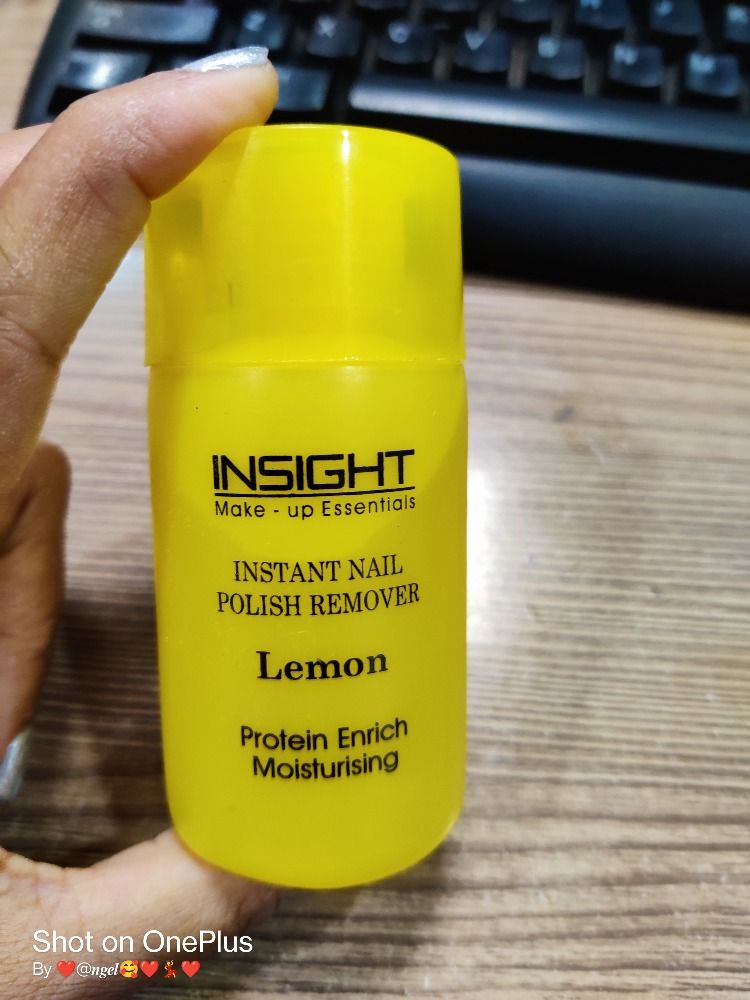 INSIGHT
Make - up Essentials
INSTANT NAIL
POLISH REMOVER
Lemon
Protein Enrich
Moisturising
Shot on OnePlus
By ❤️@𝒏𝒈𝒆𝒍🥰❤️💃❤️